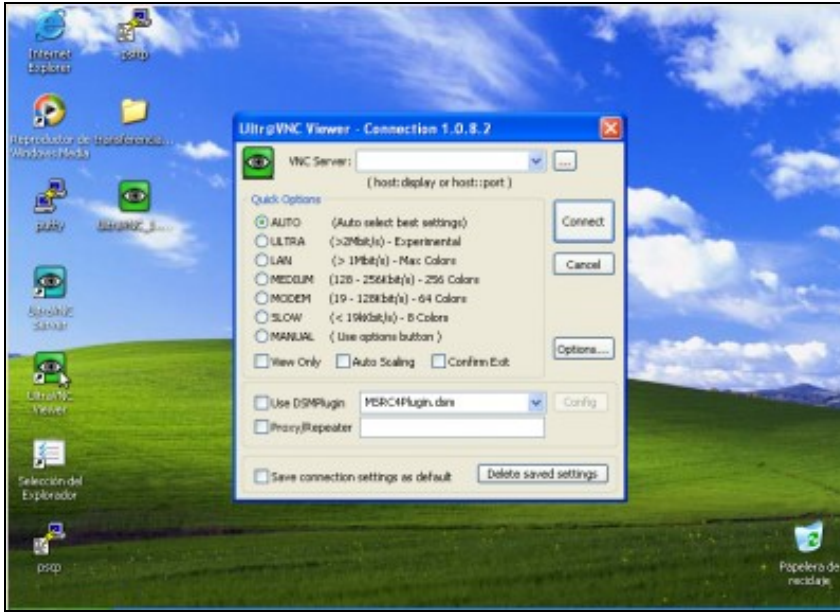 Internet
Explorer
psftp
Reproductor de
Windows Media
transferencia...
putty
UltraVNC
Server
UltraVNC
Viewer
Selección del
Explorador
pscp
Ultr@VNC Viewer - Connection 1.0.8.2
VNC Server:
...
( host:display or host::port )
Quick Options
AUTO (Auto select best settings)
ULTRA (>2Mbit/s) - Experimental
LAN (> 1Mbit/s) - Max Colors
MEDIUM (128 - 256Kbit/s) - 256 Colors
MODEM (19 - 128Kbit/s) - 64 Colors
SLOW (< 19kKbit/s) - 8 Colors
MANUAL ( Use options button )
View Only Auto Scaling Confirm Exit
Connect
Cancel
Options...
Use DSMPlugin MSRC4Plugin.dsm Config
Proxy/Repeater
Save connection settings as default Delete saved settings
Papelera de
reciclaje